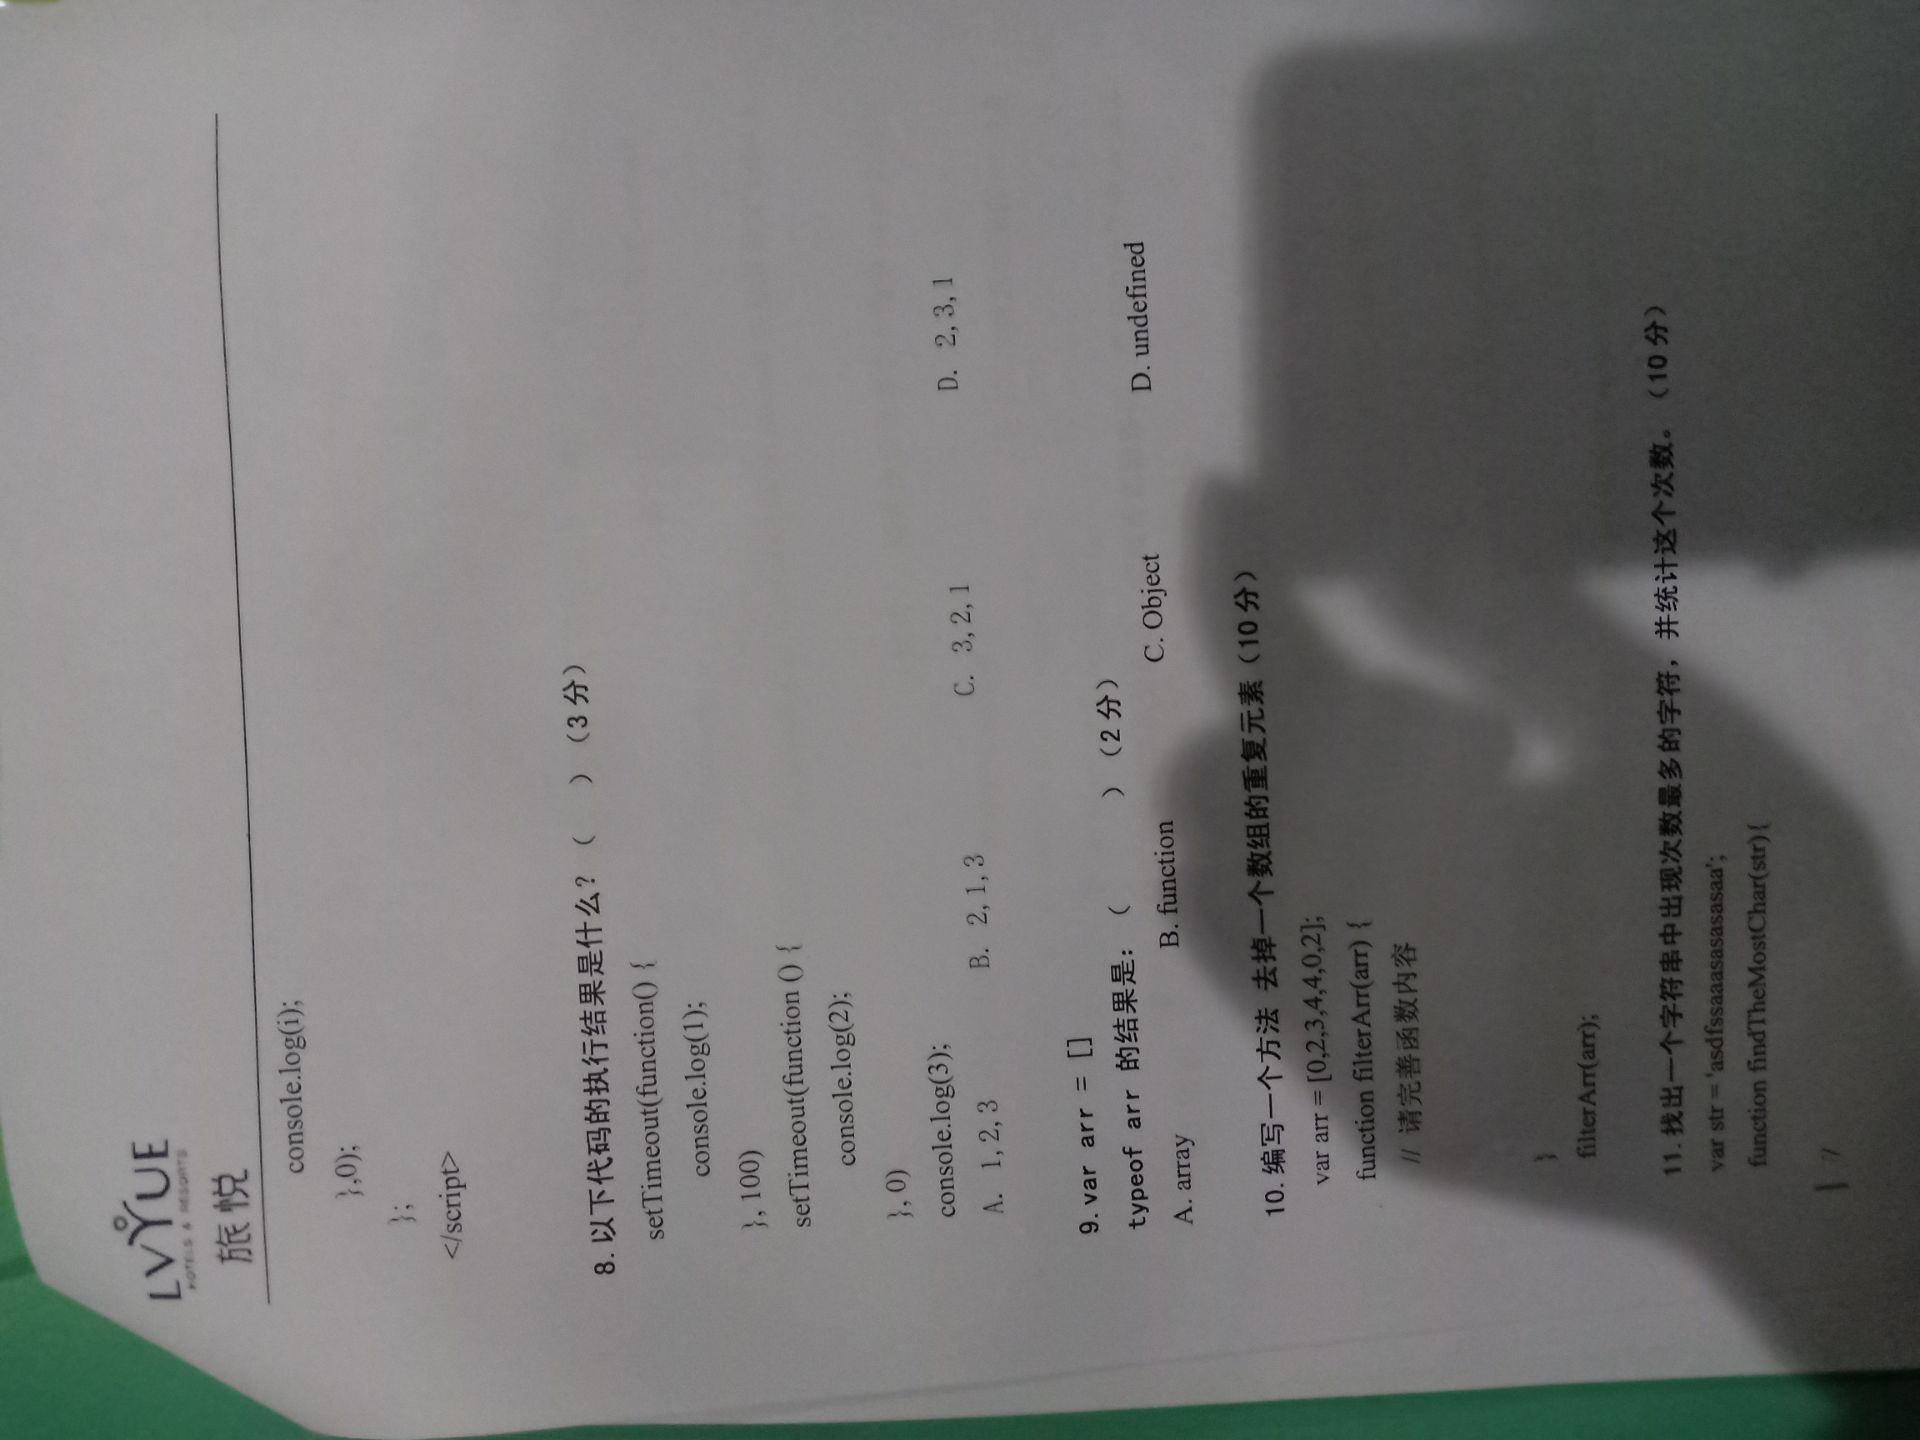 LVYUE
HOTELS & RESORTS
旅悦
console.log(i);
},0);
};
</script>
8.以下代码的执行结果是什么？（ ）（3 分）
setTimeout(function() {
console.log(1);
}, 100)
setTimeout(function () {
console.log(2);
}, 0)
console.log(3);
A. 1, 2, 3 B. 2, 1, 3 C. 3, 2, 1 D. 2, 3, 1
9.var arr = []
typeof arr 的结果是：（ ）（2 分）
A. array B. function C. Object D. undefined
10.编写一个方法 去掉一个数组的重复元素（10 分）
var arr = [0,2,3,4,4,0,2];
function filterArr(arr) {
// 请完善函数内容
}
filterArr(arr);
11.找出一个字符串中出现次数最多的字符，并统计这个次数。（10 分）
var str = 'asdfssaaasasasasaa';
function findTheMostChar(str){